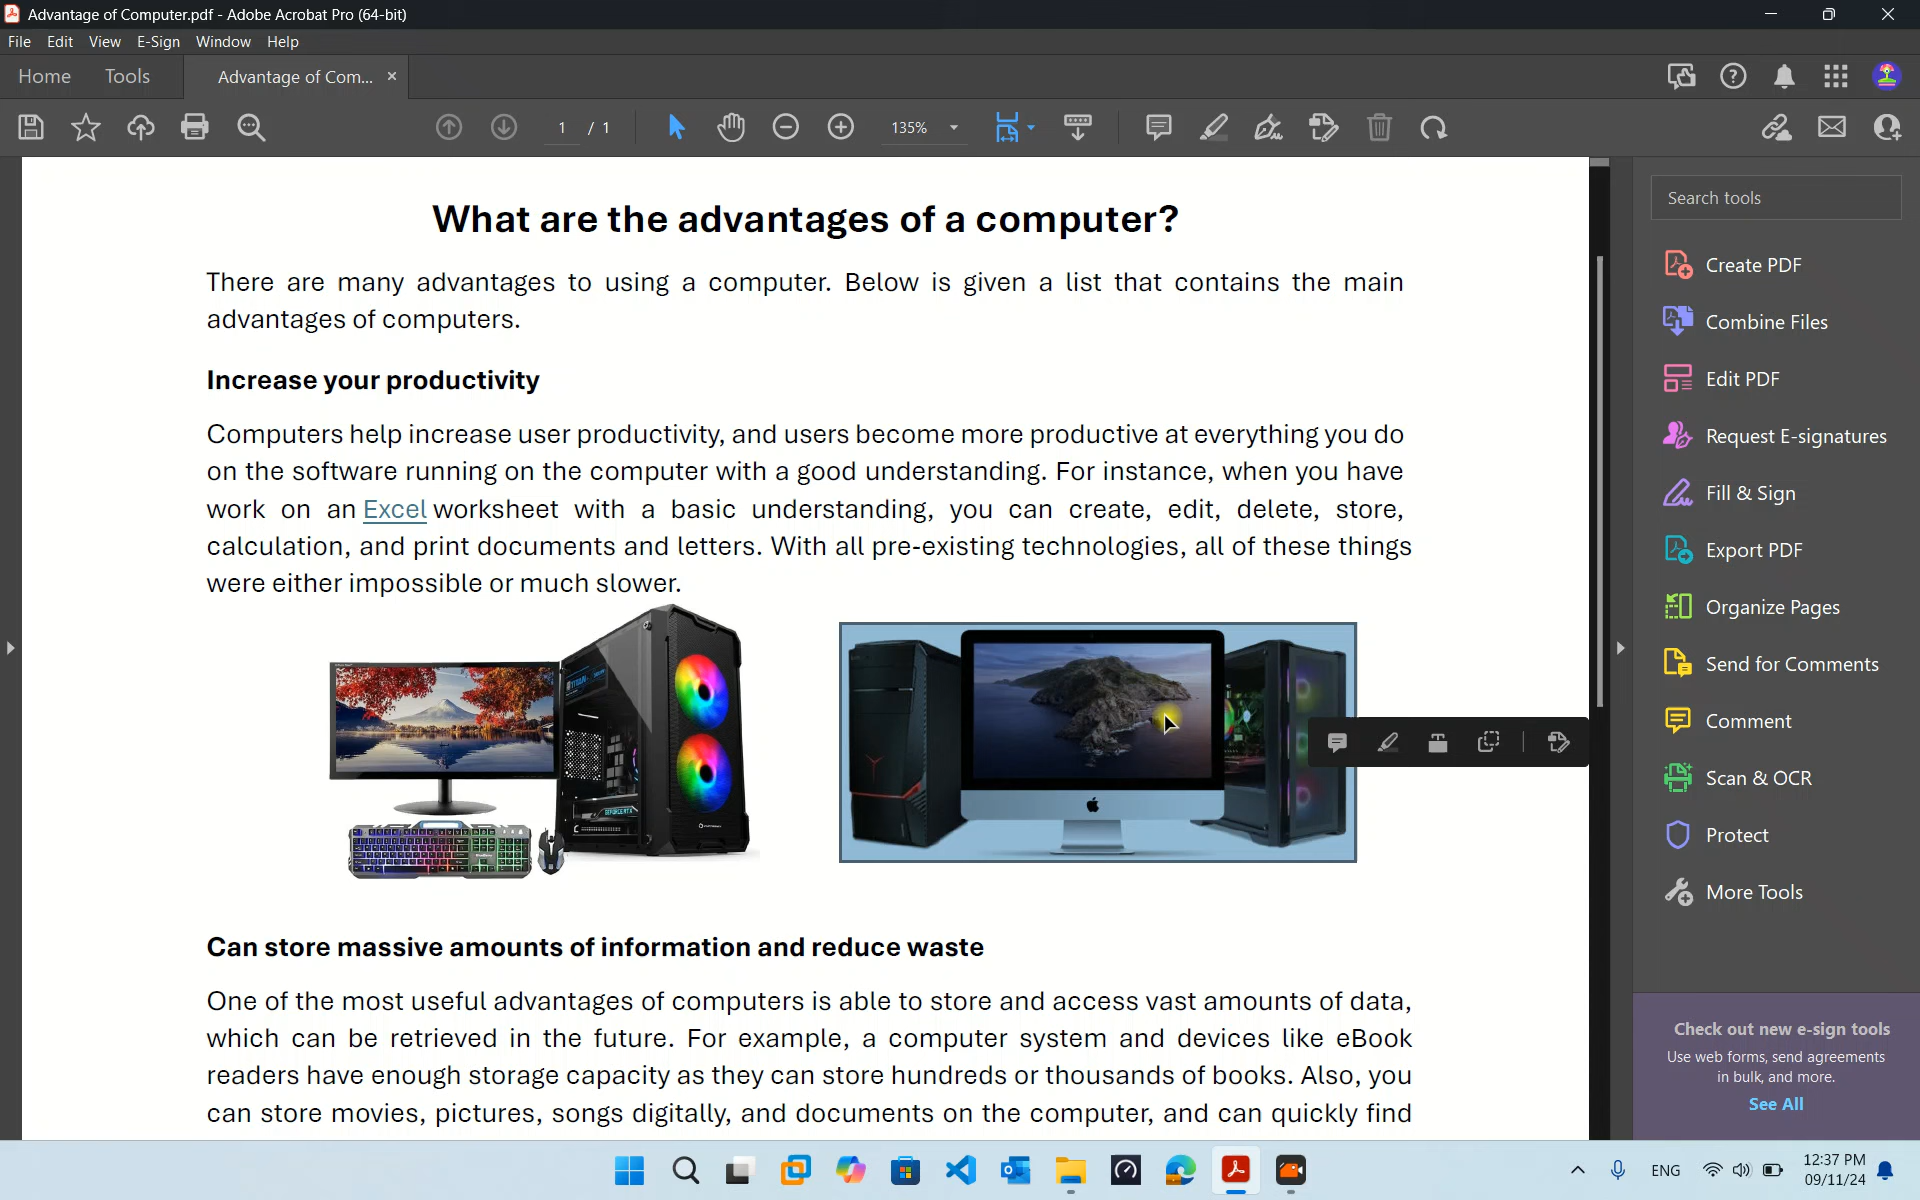 Advantage of Computer.pdf - Adobe Acrobat Pro (64-bit)
File Edit View E-Sign Window Help
Home Tools Advantage of Com... ×
1 / 1 135%
What are the advantages of a computer?
There are many advantages to using a computer. Below is given a list that contains the main
advantages of computers.
Increase your productivity
Computers help increase user productivity, and users become more productive at everything you do
on the software running on the computer with a good understanding. For instance, when you have
work on an Excel worksheet with a basic understanding, you can create, edit, delete, store,
calculation, and print documents and letters. With all pre-existing technologies, all of these things
were either impossible or much slower.
Can store massive amounts of information and reduce waste
One of the most useful advantages of computers is able to store and access vast amounts of data,
which can be retrieved in the future. For example, a computer system and devices like eBook
readers have enough storage capacity as they can store hundreds or thousands of books. Also, you
can store movies, pictures, songs digitally, and documents on the computer, and can quickly find
Search tools
Create PDF
Combine Files
Edit PDF
Request E-signatures
Fill & Sign
Export PDF
Organize Pages
Send for Comments
Comment
Scan & OCR
Protect
More Tools
Check out new e-sign tools
Use web forms, send agreements
in bulk, and more.
See All
ENG
12:37 PM
09/11/24